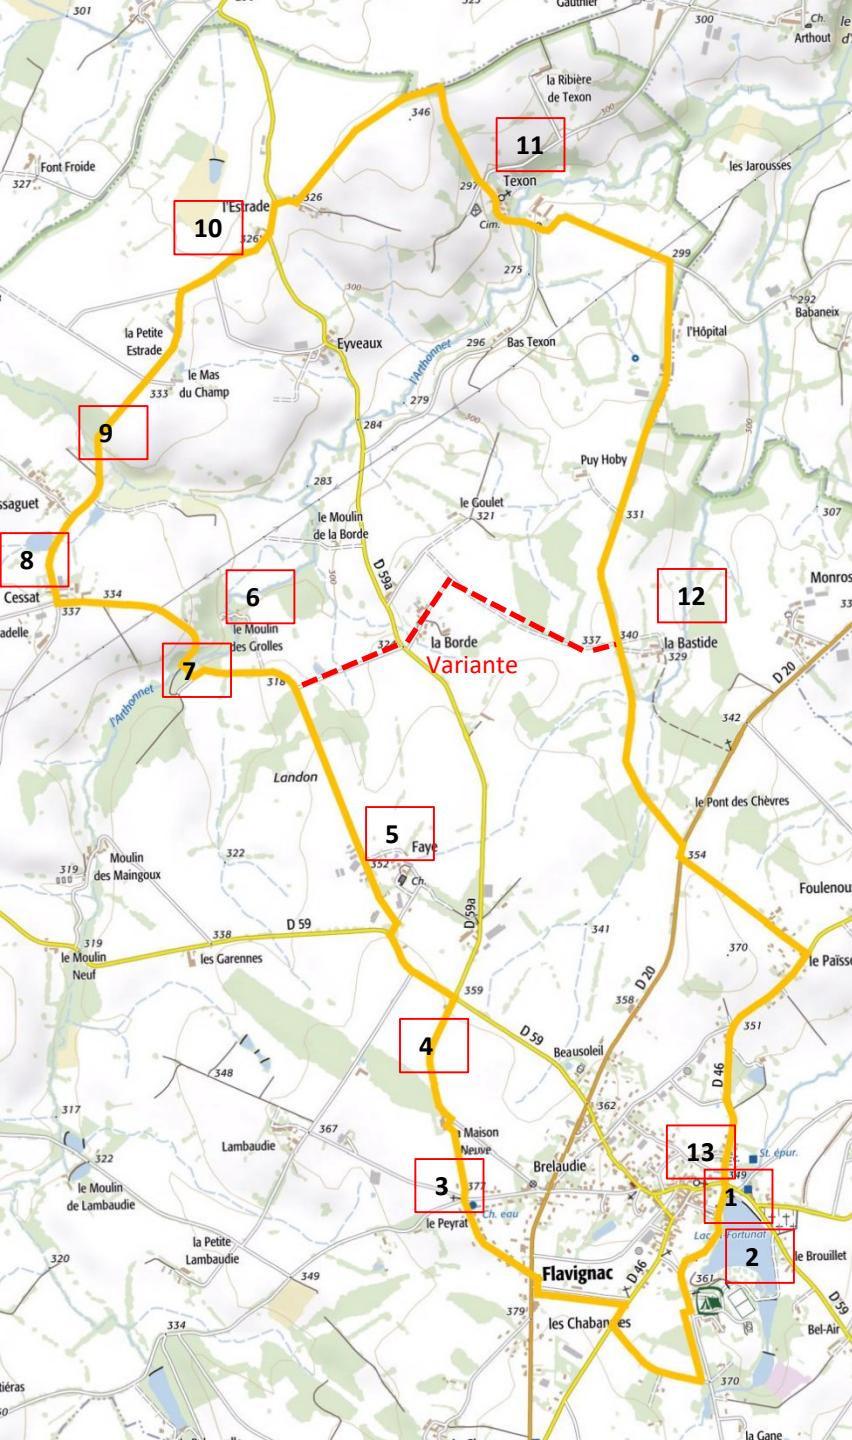 301
Gauthier
300
Ch.
Arthout
la Ribière
de Texon
300
346
11
Font Froide
327
les Jarousses
297
Texon
326
l'Estrade
10
326
Cim.
299
275
300
292
Babaneix
la Petite
Estrade
l'Hôpital
Eyveaux
296
Bas Texon
l'Arthonnet
le Mas
du Champ
333
279
300
284
300
9
Puy Hoby
283
le Goulet
321
ssaguet
331
307
le Moulin
de la Borde
8
D 59a
300
Cessat
334
6
12
Monros
337
adelle
le Moulin
des Grolles
340
337
la Bastide
329
la Borde
Variante
7
318
D 20
l'Arthonnet
342
Landon
le Pont des Chèvres
5
Faye
352
Ch.
354
322
Moulin
des Maingoux
319
Foulenou
D 59a
D 59
338
341
319
370
le Moulin
Neuf
les Garennes
le Païsse
D 20
359
358
351
4
D 59
Beausoleil
D 46
348
362
317
367
Lambaudie
Maison
Neuve
13
St. épur.
322
Brelaudie
349
3
377
1
le Moulin
de Lambaudie
Ch. eau
le Peyrat
Lac St-Fortunat
la Petite
Lambaudie
2
le Brouillet
320
349
Flavignac
D 46
361
D 59
379
334
les Chabannes
Bel-Air
370
la Gane